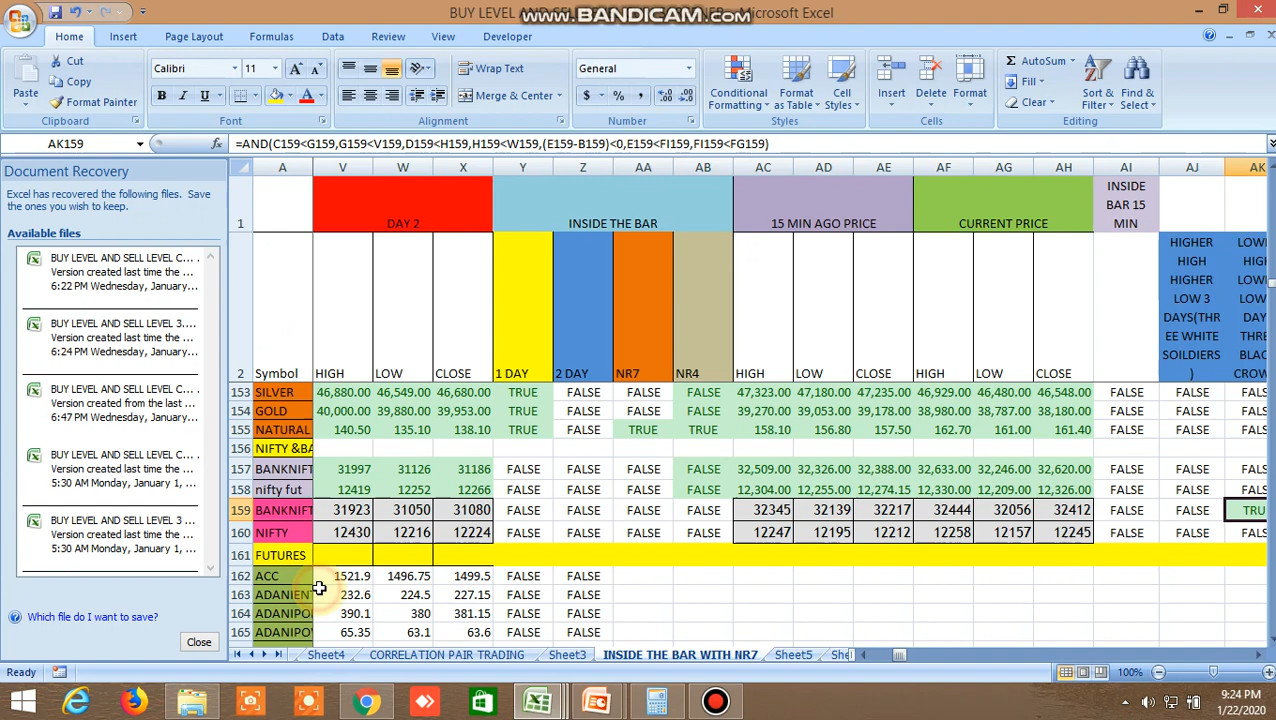 BUY LEVEL AND SELL
www.BANDICAM.com
Microsoft Excel
Home Insert Page Layout Formulas Data Review View Developer
Cut
Copy
Format Painter
Paste
Clipboard
Calibri 11
Font
Wrap Text
Merge & Center
Alignment
General
Number
Conditional Formatting
Format as Table
Cell Styles
Styles
Insert Delete Format
Cells
AutoSum
Fill
Clear
Sort & Filter
Find & Select
Editing
AK159 fx =AND(C159<G159,G159<V159,D159<H159,H159<W159,(E159-B159)<0,E159<FI159,FI159<FG159)
Document Recovery
Excel has recovered the following files. Save the ones you wish to keep.
Available files
BUY LEVEL AND SELL LEVEL C...
Version created last time the ...
6:22 PM Wednesday, January...
BUY LEVEL AND SELL LEVEL 3....
Version created last time the ...
6:24 PM Wednesday, January...
BUY LEVEL AND SELL LEVEL C...
Version created from the last ...
6:47 PM Wednesday, January...
BUY LEVEL AND SELL LEVEL C...
Version created last time the ...
5:30 AM Monday, January 1, ...
BUY LEVEL AND SELL LEVEL 3 ...
Version created last time the ...
5:30 AM Monday, January 1, ...
Which file do I want to save?
Close
A V W X Y Z AA AB AC AD AE AF AG AH AI AJ AK
1 DAY 2 INSIDE THE BAR 15 MIN AGO PRICE CURRENT PRICE INSIDE BAR 15 MIN
2 Symbol HIGH LOW CLOSE 1 DAY 2 DAY NR7 NR4 HIGH LOW CLOSE HIGH LOW CLOSE
HIGHER HIGH HIGHER LOW 3 DAYS(THREE WHITE SOILDIERS)
153 SILVER 46,880.00 46,549.00 46,680.00 TRUE FALSE FALSE FALSE 47,323.00 47,180.00 47,235.00 46,929.00 46,480.00 46,548.00 FALSE FALSE FALS
154 GOLD 40,000.00 39,880.00 39,953.00 TRUE FALSE FALSE FALSE 39,270.00 39,053.00 39,178.00 38,980.00 38,787.00 38,180.00 FALSE FALSE FALS
155 NATURAL 140.50 135.10 138.10 TRUE FALSE TRUE TRUE 158.10 156.80 157.50 162.70 161.00 161.40 FALSE FALSE FALS
156 NIFTY &BA
157 BANKNIFT 31997 31126 31186 FALSE FALSE FALSE FALSE 32,509.00 32,326.00 32,388.00 32,633.00 32,246.00 32,620.00 FALSE FALSE FALS
158 nifty fut 12419 12252 12266 FALSE FALSE FALSE FALSE 12,304.00 12,255.00 12,274.15 12,330.00 12,209.00 12,326.00 FALSE FALSE FALS
159 BANKNIFT 31923 31050 31080 FALSE FALSE FALSE FALSE 32345 32139 32217 32444 32056 32412 FALSE FALSE TRU
160 NIFTY 12430 12216 12224 FALSE FALSE FALSE FALSE 12247 12195 12212 12258 12157 12245 FALSE FALSE FALS
161 FUTURES
162 ACC 1521.9 1496.75 1499.5 FALSE FALSE
163 ADANIENT 232.6 224.5 227.15 FALSE FALSE
164 ADANIPO 390.1 380 381.15 FALSE FALSE
165 ADANIPO 65.35 63.1 63.6 FALSE FALSE
Sheet4 CORRELATION PAIR TRADING Sheet3 INSIDE THE BAR WITH NR7 Sheet5 She
Ready 100%
9:24 PM
1/22/2020